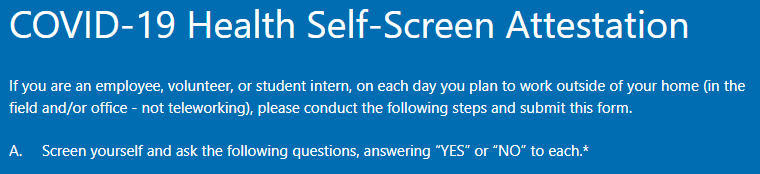 COVID-19 Health Self-Screen Attestation
If you are an employee, volunteer, or student intern, on each day you plan to work outside of your home (in the
field and/or office - not teleworking), please conduct the following steps and submit this form.
A. Screen yourself and ask the following questions, answering “YES” or “NO” to each.*